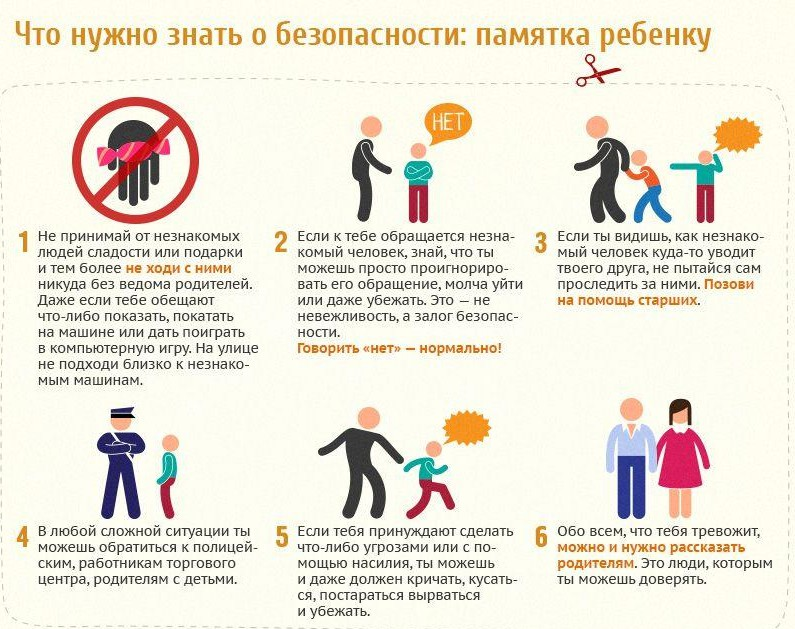 Что нужно знать о безопасности: памятка ребенку
1 Не принимай от незнакомых
людей сладости или подарки
и тем более не ходи с ними
никуда без ведома родителей.
Даже если тебе обещают
что-либо показать, покатать
на машине или дать поиграть
в компьютерную игру. На улице
не подходи близко к незнако-
мым машинам.
НЕТ
2 Если к тебе обращается незна-
комый человек, знай, что ты
можешь просто проигнориро-
вать его обращение, молча уйти
или даже убежать. Это — не
невежливость, а залог безопас-
ности.
Говорить «нет» — нормально!
3 Если ты видишь, как незнако-
мый человек куда-то уводит
твоего друга, не пытайся сам
проследить за ними. Позови
на помощь старших.
4 В любой сложной ситуации ты
можешь обратиться к полицей-
ским, работникам торгового
центра, родителям с детьми.
5 Если тебя принуждают сделать
что-либо угрозами или с по-
мощью насилия, ты можешь
и даже должен кричать, кусать-
ся, постараться вырваться
и убежать.
6 Обо всем, что тебя тревожит,
можно и нужно рассказать
родителям. Это люди, которым
ты можешь доверять.